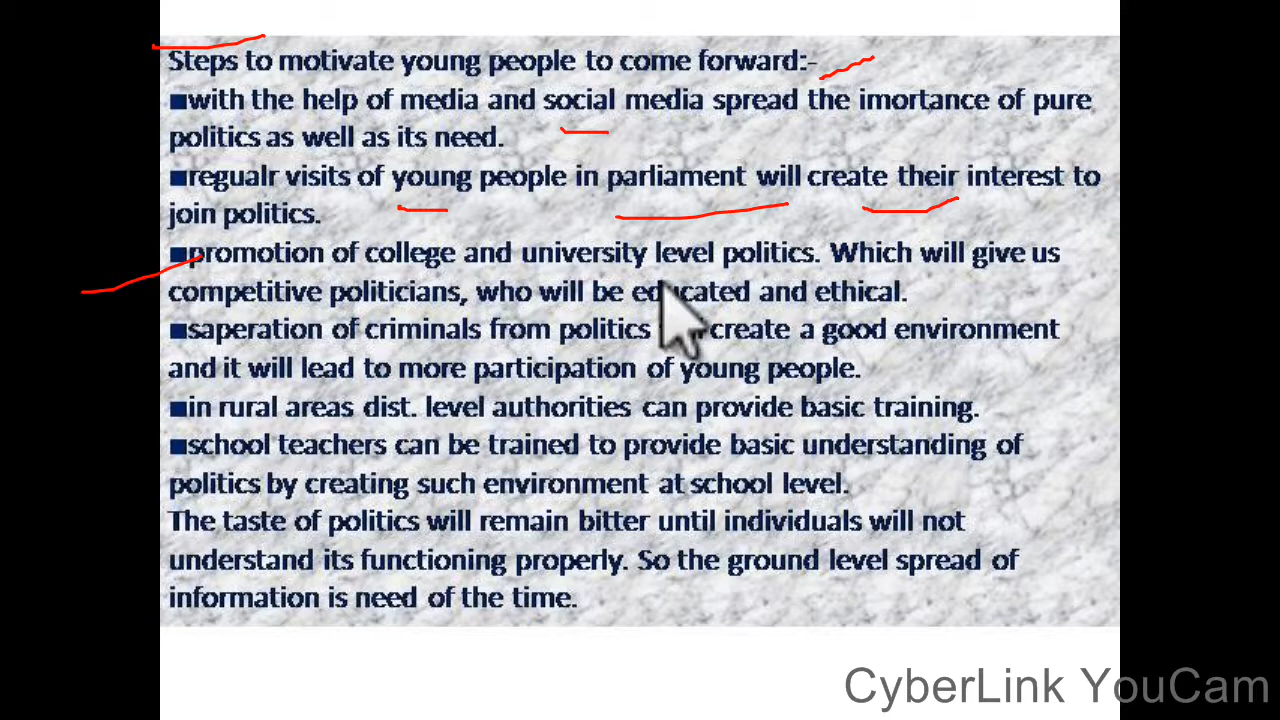 Steps to motivate young people to come forward:-
■with the help of media and social media spread the imortance of pure
politics as well as its need.
■regualr visits of young people in parliament will create their interest to
join politics.
■promotion of college and university level politics. Which will give us
competitive politicians, who will be educated and ethical.
■saperation of criminals from politics create a good environment
and it will lead to more participation of young people.
■in rural areas dist. level authorities can provide basic training.
■school teachers can be trained to provide basic understanding of
politics by creating such environment at school level.
The taste of politics will remain bitter until individuals will not
understand its functioning properly. So the ground level spread of
information is need of the time.
CyberLink YouCam